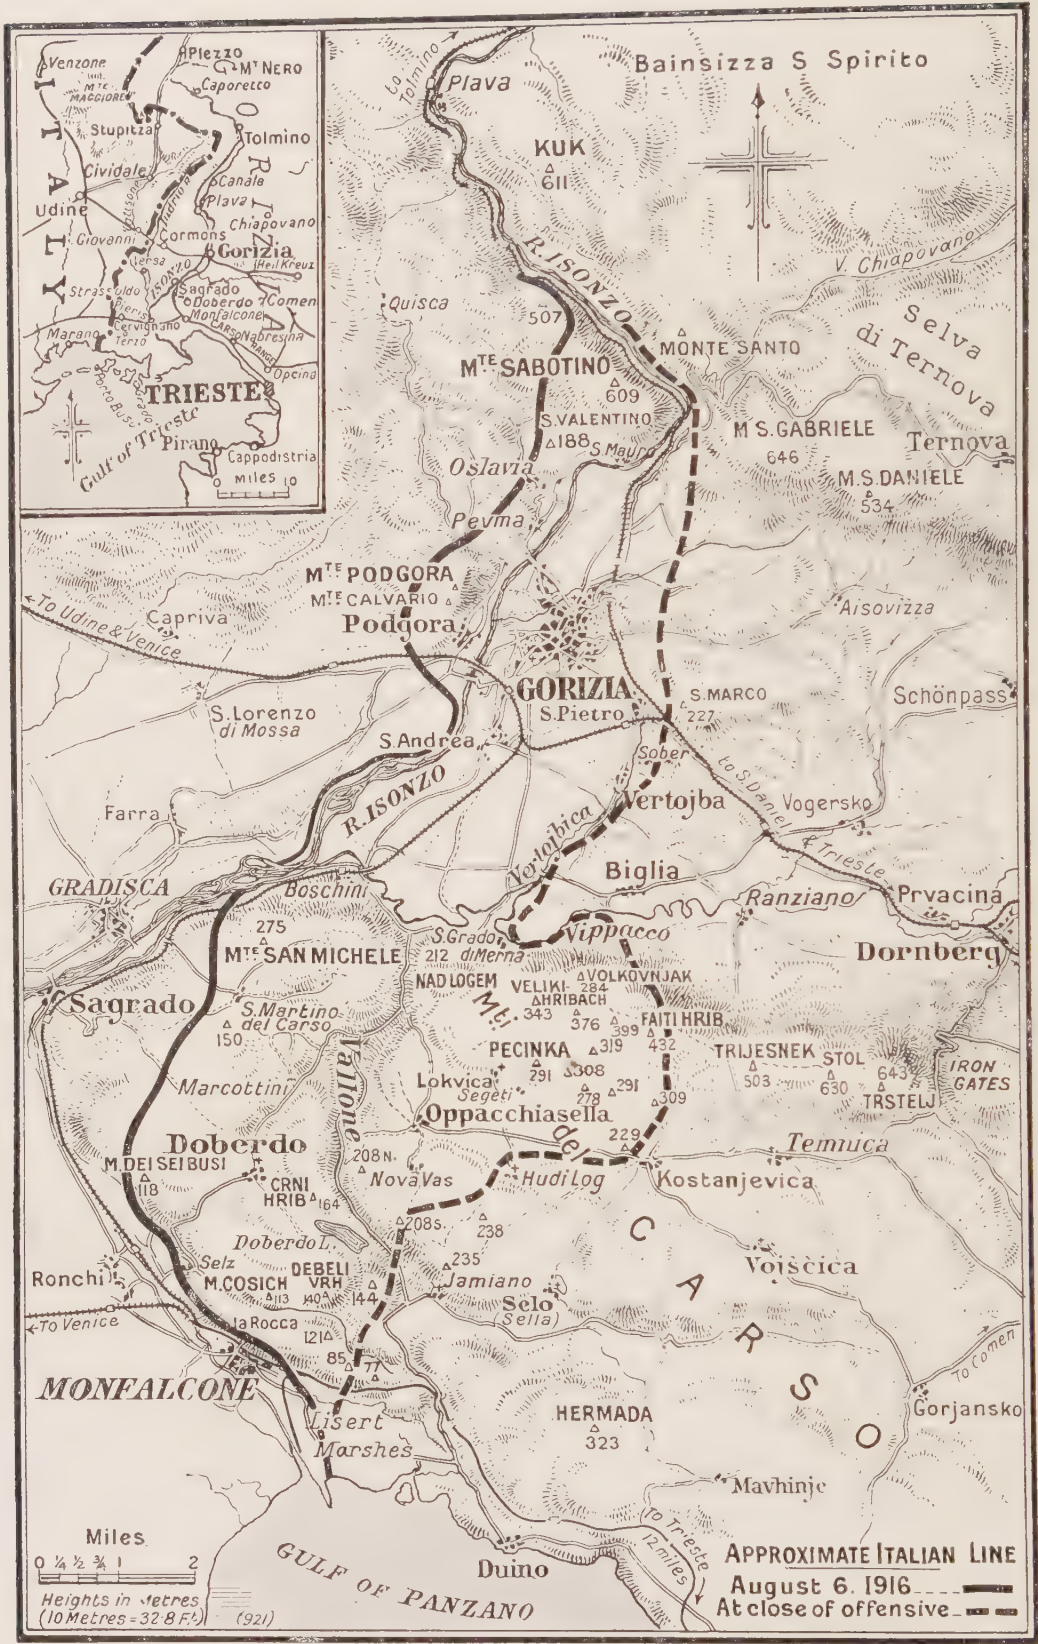 Venzone
Plezzo
Mᵗ NERO
Mᵗᴱ MAGGIORE
Caporetto
Stupitza
Tolmino
Cividale
Canale
Plava
Udine
Chiapovano
Giovanni
Cormons
Gorizia
Versa
Heil Kreuz
ISONZO
Strassoldo
Sagrado
Doberdo
Comen
Monfalcone
Cervignano
Marano
Terzo
CARSO
Nabresina
RANGE
Opcina
Porto Buso
Grado
TRIESTE
Gulf of Trieste
Pirano
Cappodistria
0 MILES 10
ITALY
to Tolmino
Plava
Bainsizza S Spirito
KUK
611
R. ISONZO
V. Chiapovano
Quisca
507
Selva di Ternova
MONTE SANTO
Mᵀᴱ SABOTINO
609
S. VALENTINO
188
S. Mauro
M S. GABRIELE
646
Ternova
Oslavia
M.S. DANIELE
534
Pevma
Mᵀᴱ PODGORA
Mᵀᴱ CALVARIO
Podgora
To Udine & Venice
Capriva
Aisovizza
GORIZIA
S. Pietro
S. MARCO
227
Schönpass
S. Lorenzo
di Mossa
S. Andrea
Sober
to S. Daniel & Trieste
R. ISONZO
Farra
Vertojba
Vogersko
Vertojbica
GRADISCA
Boschini
Biglia
Ranziano
Prvacina
275
Mᵀᴱ SAN MICHELE
S. Grado
di Merna
212
Vippacco
Dornberg
NAD LOGEM
VELIKI
HRIBACH
343
VOLKOVNJAK
284
Sagrado
S. Martino
del Carso
150
Mti
376
399
FAITI HRIB
432
PECINKA
291
319
308
TRIJESNEK
503
STOL
630
643
TRSTELJ
IRON
GATES
Marcottini
Vallone
Lokvica
Segeti
278
291
309
Oppacchiasella
del
Doberdo
229
Temiuca
M. DEI SEI BUSI
118
208 N.
CRNI
HRIB
164
Nova Vas
Hudi Log
Kostanjevica
208 S.
238
CARSO
Doberdo L.
Selz
M. COSICH
113
DEBELI
VRH
140
144
235
Jamiano
Selo
(Sella)
Voisčica
Ronchi
To Venice
la Rocca
121
85
77
To Comen
MONFALCONE
Lisert
Marshes
HERMADA
323
Gorjansko
Mavhinje
Miles
0 ¼ ½ ¾ 1 2
Heights in Metres
(10 Metres = 32·8 Ft.)
(921)
GULF OF PANZANO
Duino
To Trieste
12 miles
APPROXIMATE ITALIAN LINE
August 6. 1916
At close of offensive